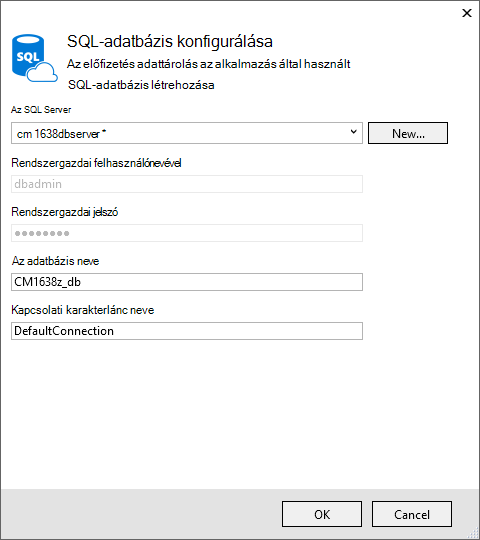 SQL-adatbázis konfigurálása
SQL
Az előfizetés adattárolás az alkalmazás által használt
SQL-adatbázis létrehozása
Az SQL Server
cm 1638dbserver*
New...
Rendszergazdai felhasználónevével
dbadmin
Rendszergazdai jelszó
●●●●●●●●
Az adatbázis neve
CM1638z_db
Kapcsolati karakterlánc neve
DefaultConnection
OK
Cancel